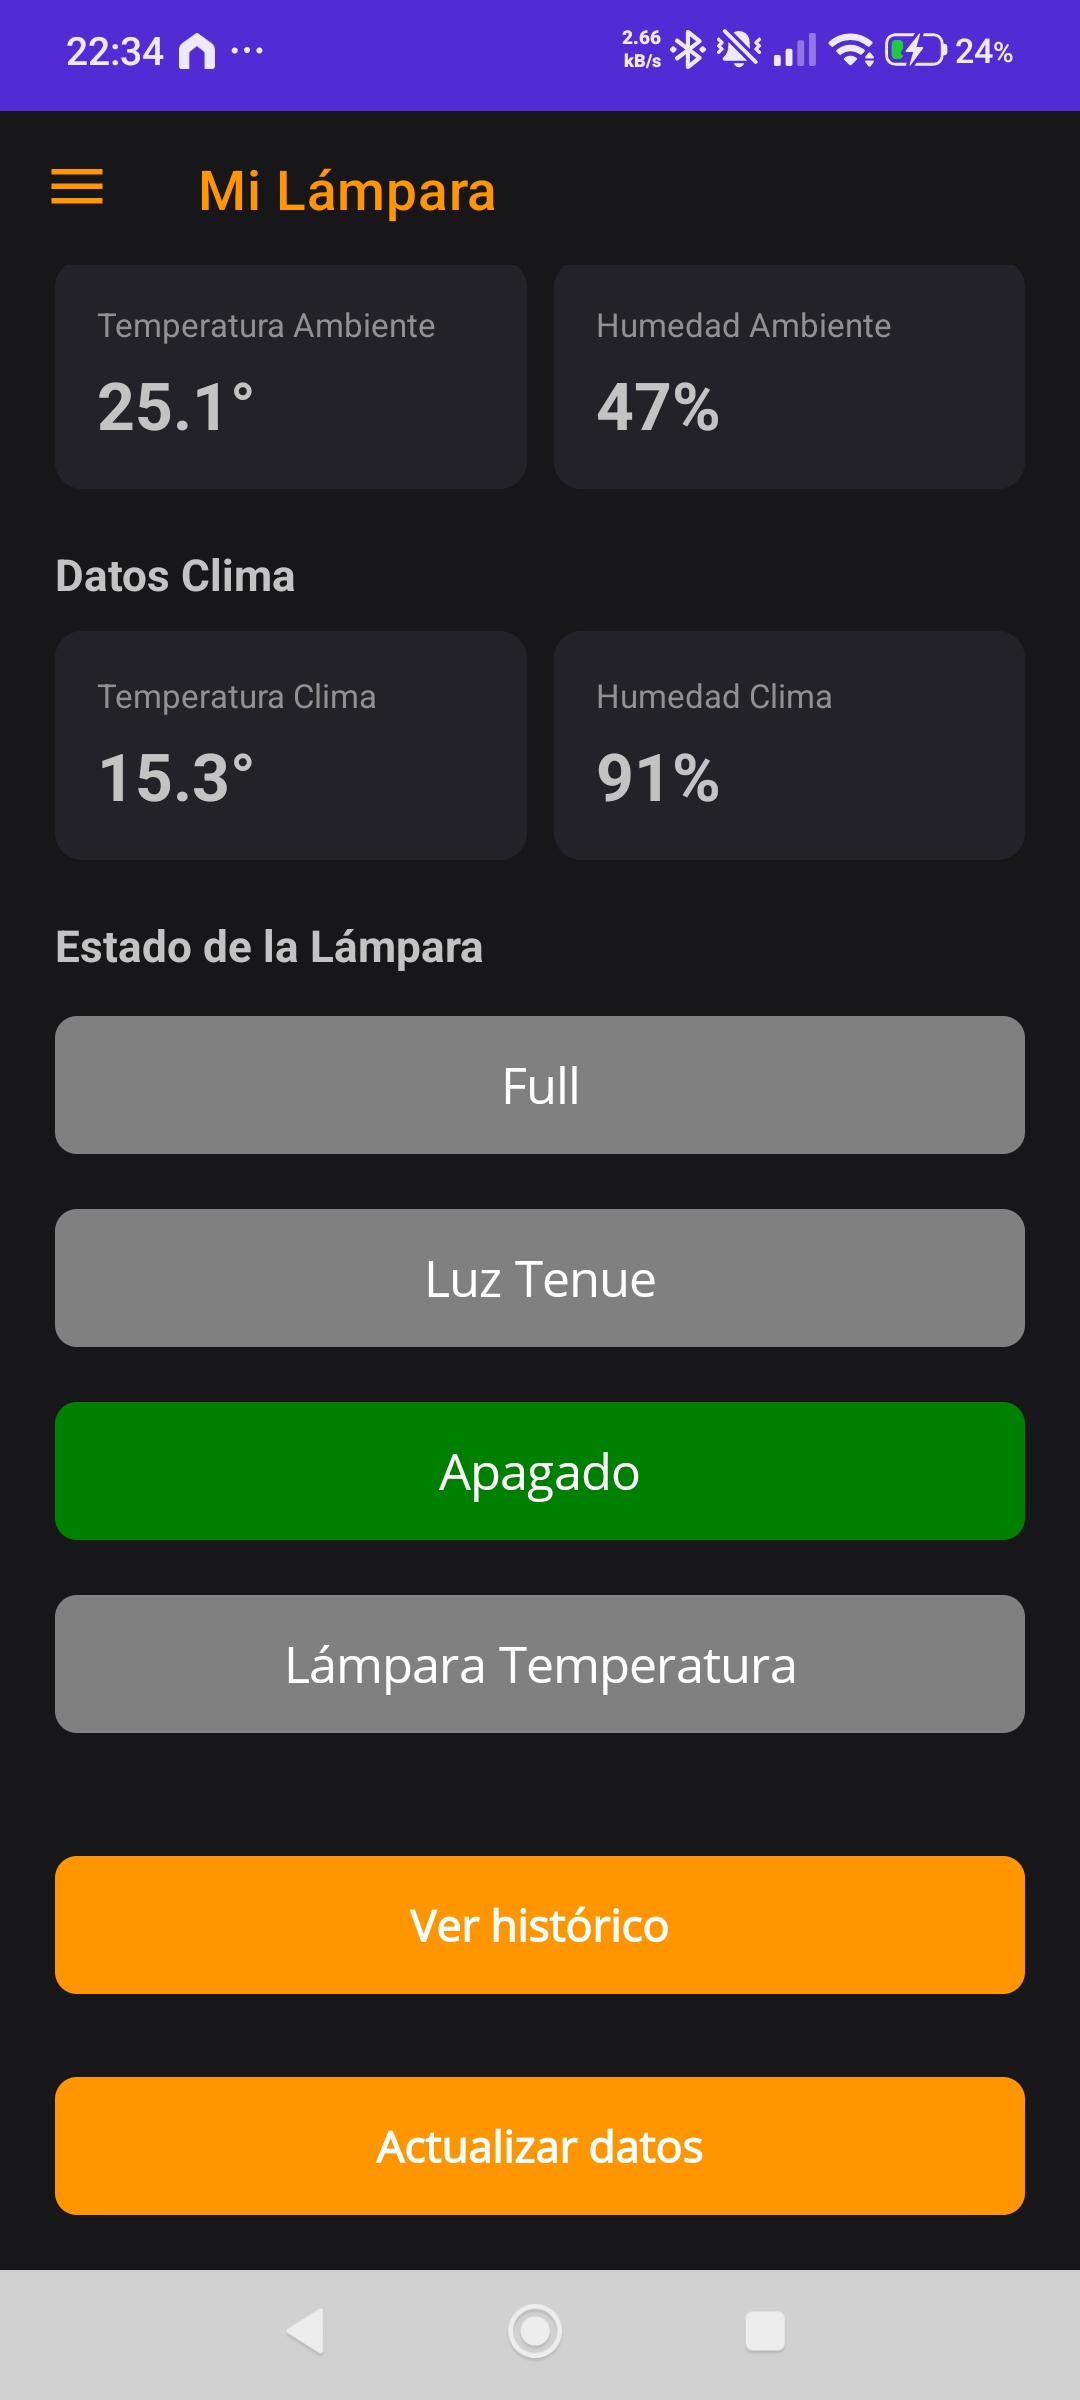 22:34 ... 2.66 kB/s 24%
Mi Lámpara
Temperatura Ambiente
25.1°
Humedad Ambiente
47%
Datos Clima
Temperatura Clima
15.3°
Humedad Clima
91%
Estado de la Lámpara
Full
Luz Tenue
Apagado
Lámpara Temperatura
Ver histórico
Actualizar datos